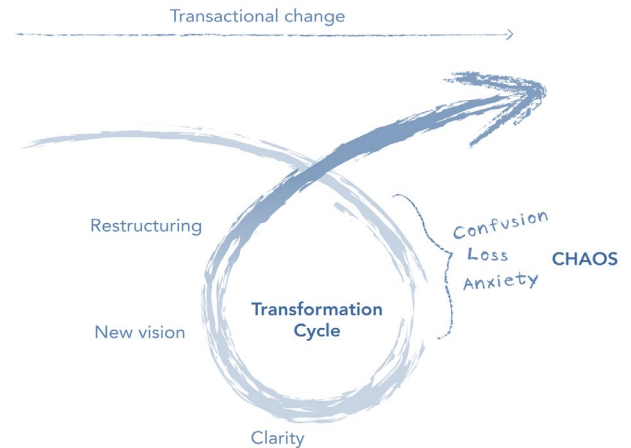 Transactional change
Restructuring
Confusion
Loss
Anxiety
CHAOS
Transformation
Cycle
New vision
Clarity